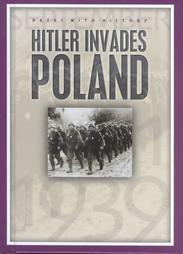 DATES WITH HISTORY
HITLER INVADES
POLAND
1939